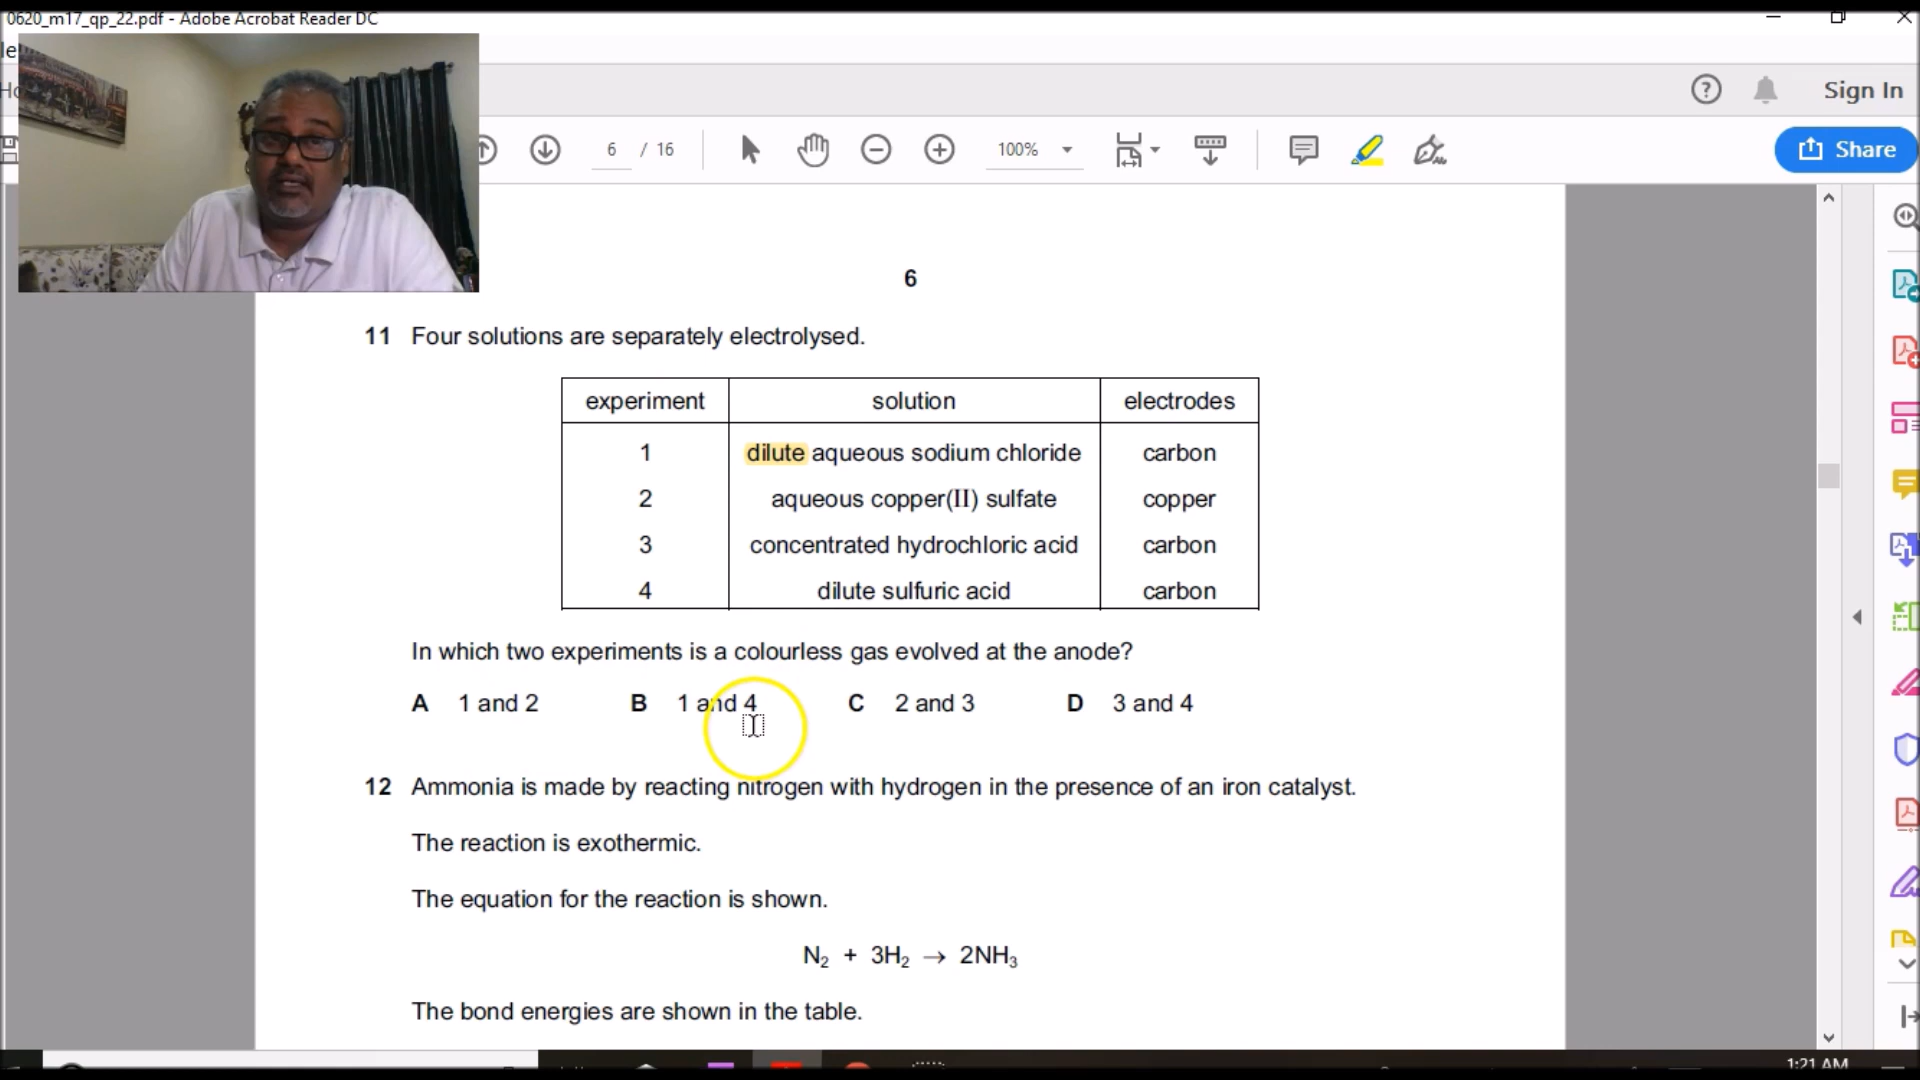 0620_m17_qp_22.pdf - Adobe Acrobat Reader DC
Sign In
6 / 16
100%
Share
6
11 Four solutions are separately electrolysed.
experiment solution electrodes
1 dilute aqueous sodium chloride carbon
2 aqueous copper(II) sulfate copper
3 concentrated hydrochloric acid carbon
4 dilute sulfuric acid carbon
In which two experiments is a colourless gas evolved at the anode?
A 1 and 2 B 1 and 4 C 2 and 3 D 3 and 4
12 Ammonia is made by reacting nitrogen with hydrogen in the presence of an iron catalyst.
The reaction is exothermic.
The equation for the reaction is shown.
N₂ + 3H₂ → 2NH₃
The bond energies are shown in the table.
1:21 AM